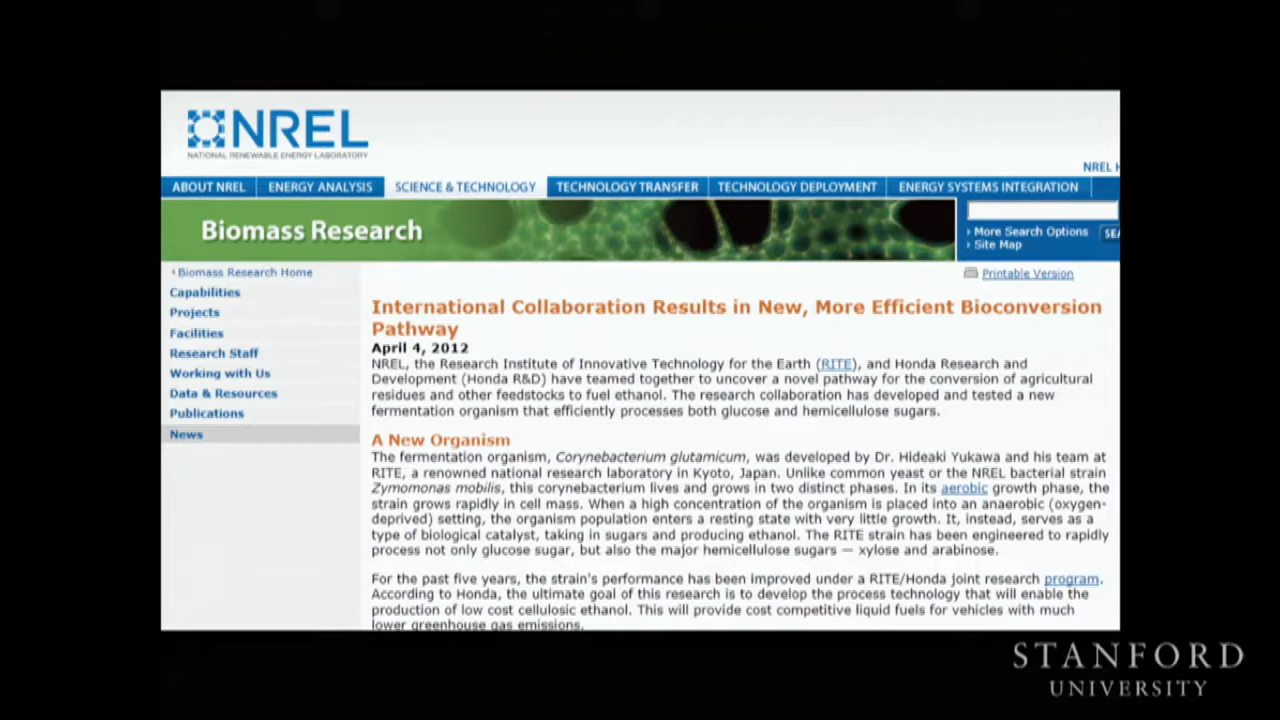 NREL
NATIONAL RENEWABLE ENERGY LABORATORY
NREL H
ABOUT NREL ENERGY ANALYSIS SCIENCE & TECHNOLOGY TECHNOLOGY TRANSFER TECHNOLOGY DEPLOYMENT ENERGY SYSTEMS INTEGRATION
Biomass Research
More Search Options SEA
Site Map
Biomass Research Home
Capabilities
Projects
Facilities
Research Staff
Working with Us
Data & Resources
Publications
News
Printable Version
International Collaboration Results in New, More Efficient Bioconversion
Pathway
April 4, 2012
NREL, the Research Institute of Innovative Technology for the Earth (RITE), and Honda Research and
Development (Honda R&D) have teamed together to uncover a novel pathway for the conversion of agricultural
residues and other feedstocks to fuel ethanol. The research collaboration has developed and tested a new
fermentation organism that efficiently processes both glucose and hemicellulose sugars.
A New Organism
The fermentation organism, Corynebacterium glutamicum, was developed by Dr. Hideaki Yukawa and his team at
RITE, a renowned national research laboratory in Kyoto, Japan. Unlike common yeast or the NREL bacterial strain
Zymomonas mobilis, this corynebacterium lives and grows in two distinct phases. In its aerobic growth phase, the
strain grows rapidly in cell mass. When a high concentration of the organism is placed into an anaerobic (oxygen-
deprived) setting, the organism population enters a resting state with very little growth. It, instead, serves as a
type of biological catalyst, taking in sugars and producing ethanol. The RITE strain has been engineered to rapidly
process not only glucose sugar, but also the major hemicellulose sugars — xylose and arabinose.
For the past five years, the strain's performance has been improved under a RITE/Honda joint research program.
According to Honda, the ultimate goal of this research is to develop the process technology that will enable the
production of low cost cellulosic ethanol. This will provide cost competitive liquid fuels for vehicles with much
lower greenhouse gas emissions.
STANFORD
UNIVERSITY